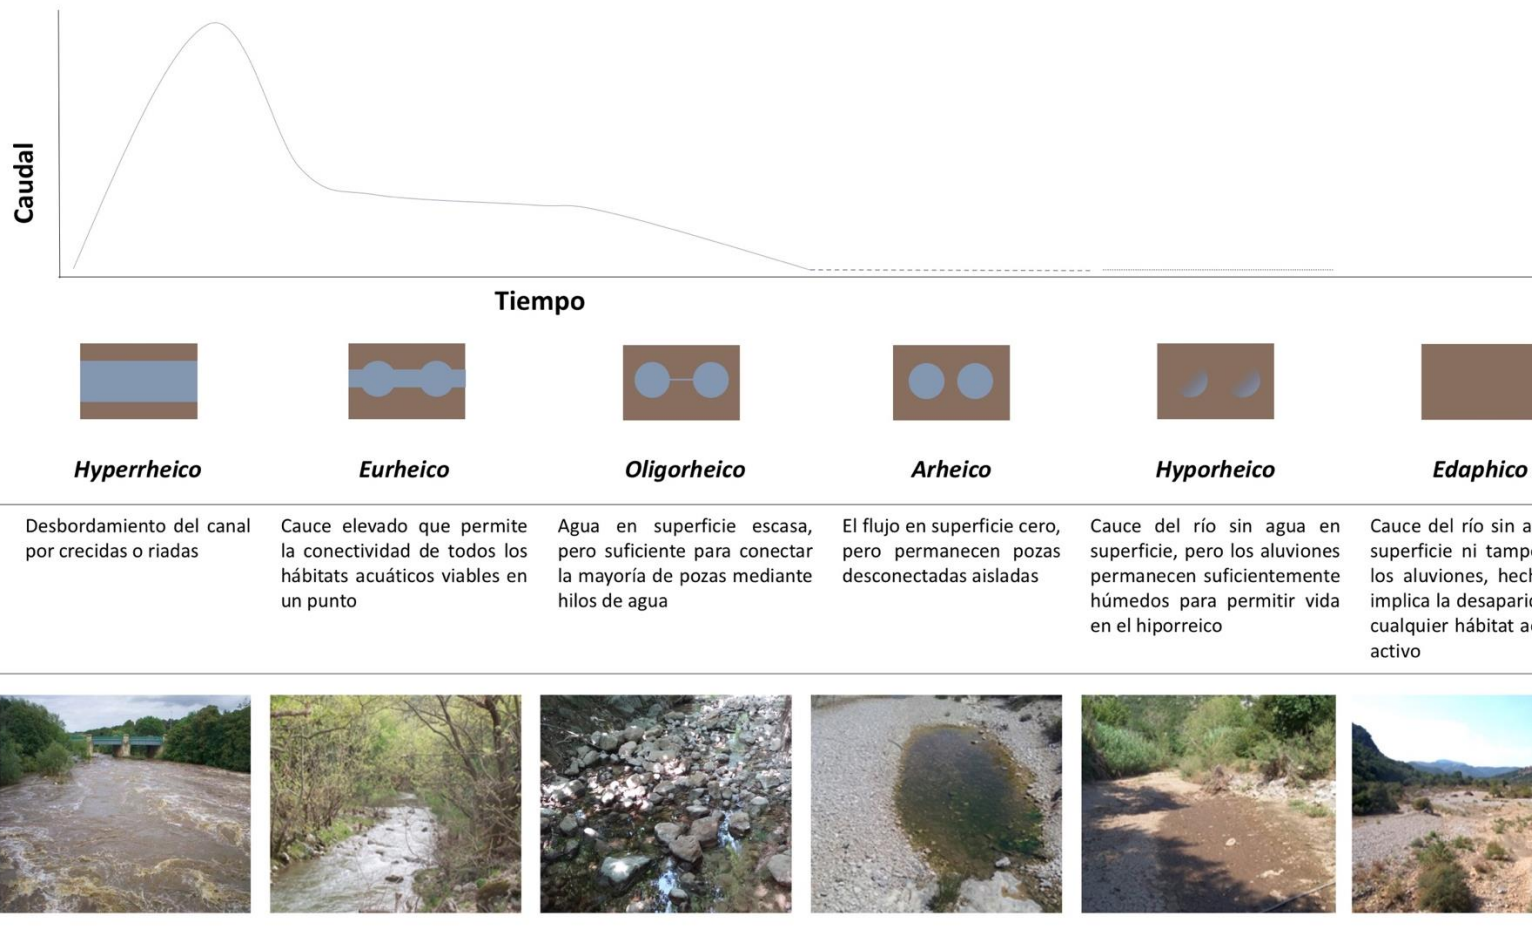 Caudal
Tiempo
Hyperrheico
Eurheico
Oligorheico
Arheico
Hyporheico
Edaphico
Desbordamiento del canal
por crecidas o riadas
Cauce elevado que permite
la conectividad de todos los
hábitats acuáticos viables en
un punto
Agua en superficie escasa,
pero suficiente para conectar
la mayoría de pozas mediante
hilos de agua
El flujo en superficie cero,
pero permanecen pozas
desconectadas aisladas
Cauce del río sin agua en
superficie, pero los aluviones
permanecen suficientemente
húmedos para permitir vida
en el hiporreico
Cauce del río sin
superficie ni
los aluviones,
implica la
cualquier hábitat
activo